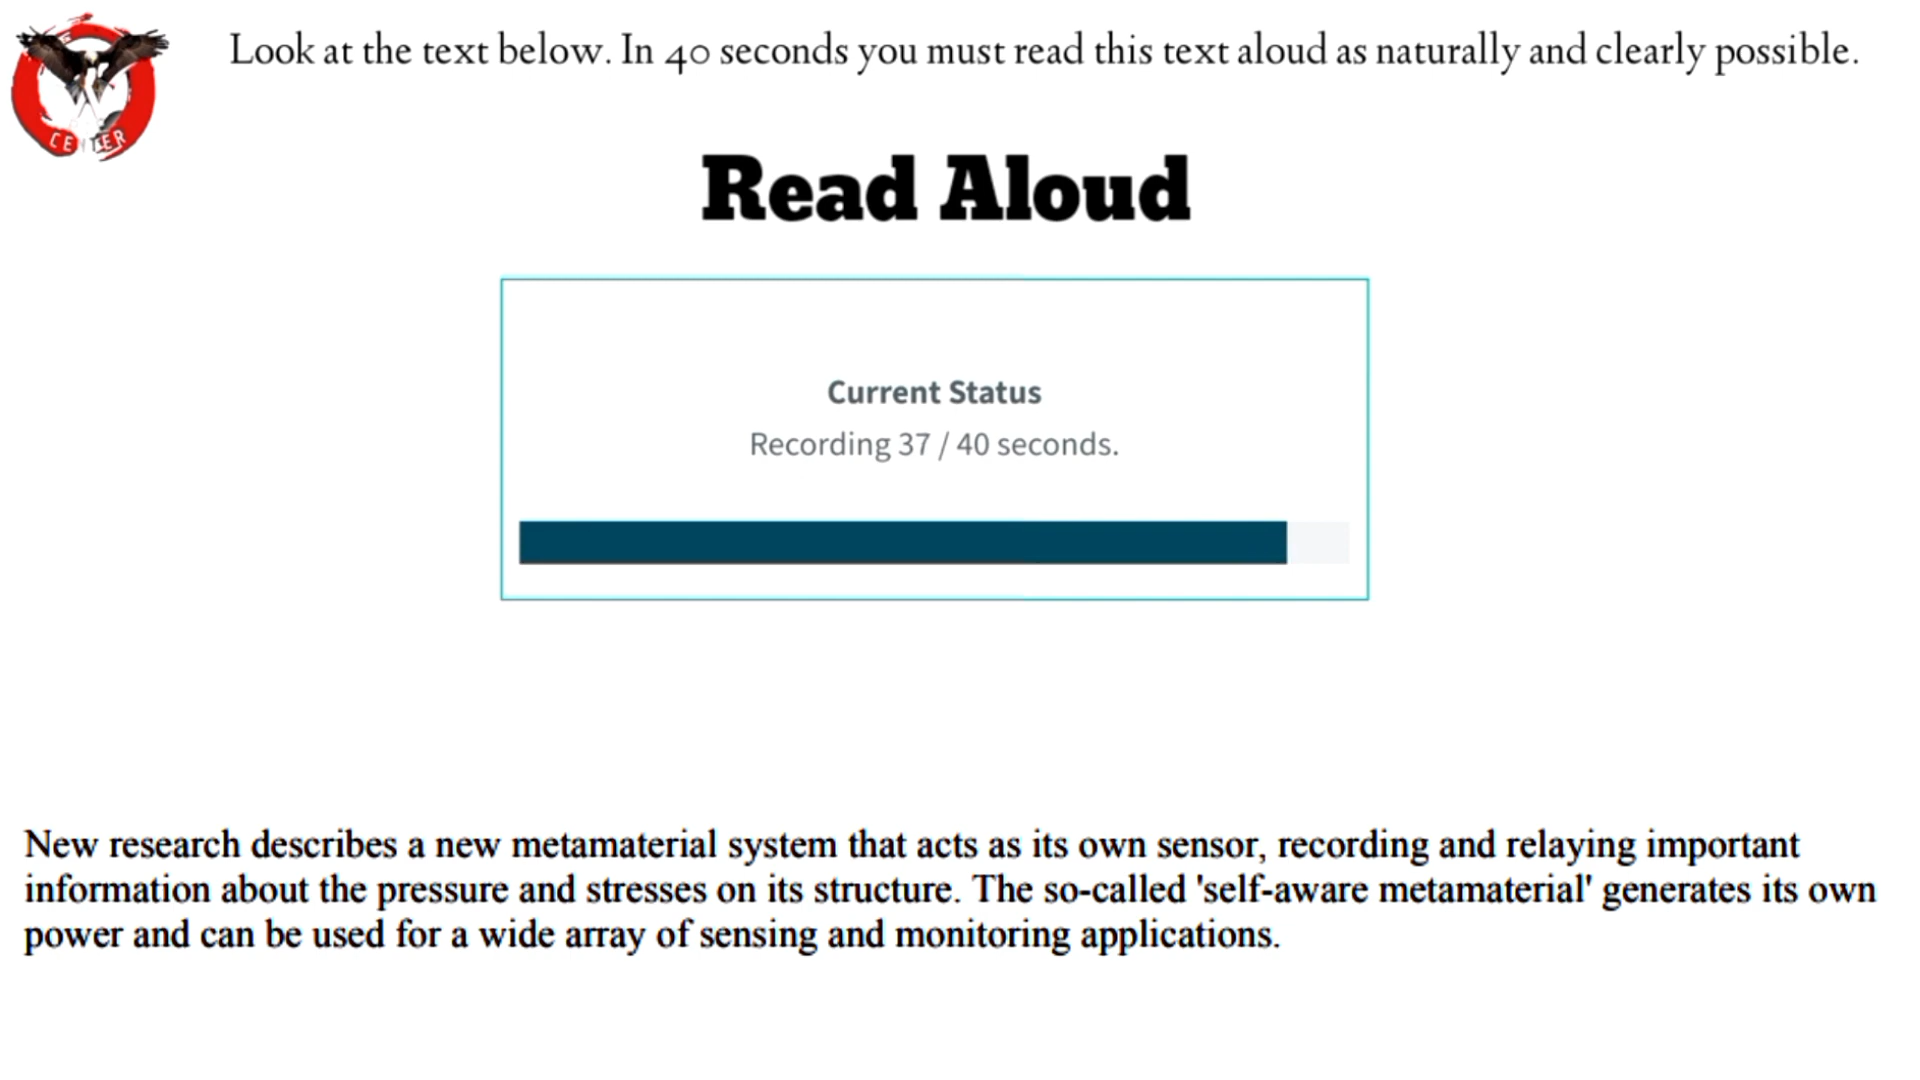 Look at the text below. In 40 seconds you must read this text aloud as naturally and clearly possible.
CENTER
Read Aloud
Current Status
Recording 37 / 40 seconds.
New research describes a new metamaterial system that acts as its own sensor, recording and relaying important
information about the pressure and stresses on its structure. The so-called 'self-aware metamaterial' generates its own
power and can be used for a wide array of sensing and monitoring applications.